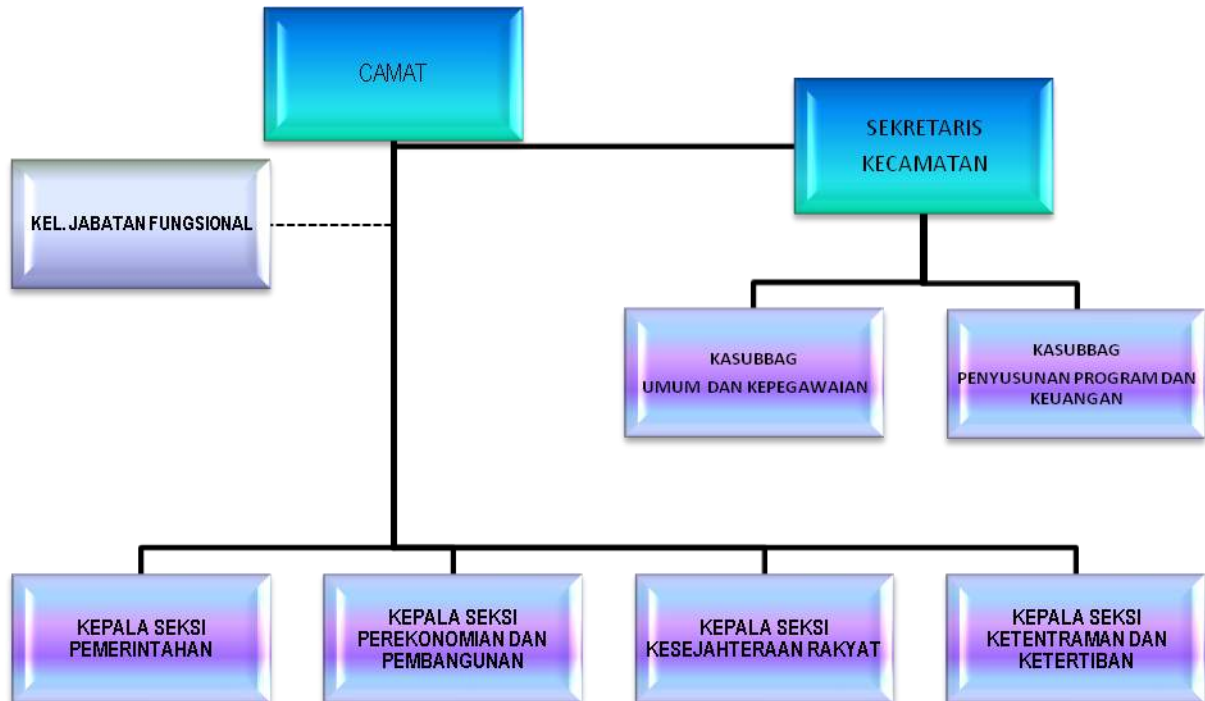 CAMAT
SEKRETARIS
KECAMATAN
KEL. JABATAN FUNGSIONAL
KASUBBAG
UMUM DAN KEPEGAWAIAN
KASUBBAG
PENYUSUNAN PROGRAM DAN
KEUANGAN
KEPALA SEKSI
PEMERINTAHAN
KEPALA SEKSI
PEREKONOMIAN DAN
PEMBANGUNAN
KEPALA SEKSI
KESEJAHTERAAN RAKYAT
KEPALA SEKSI
KETENTRAMAN DAN
KETERTIBAN